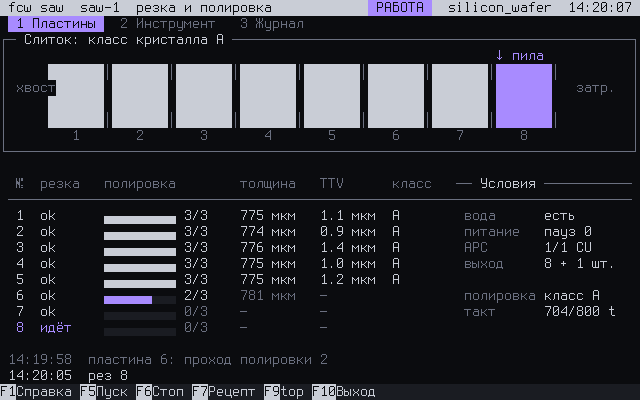 fcw saw saw-1 резка и полировка РАБОТА silicon_wafer 14:20:07
1 Пластины 2 Инструмент 3 Журнал
Слиток: класс кристалла A
↓ пила
хвост затр.
1 2 3 4 5 6 7 8
№ резка полировка толщина TTV класс Условия
1 ok 3/3 775 мкм 1.1 мкм A вода есть
2 ok 3/3 774 мкм 0.9 мкм A питание пауз 0
3 ok 3/3 776 мкм 1.4 мкм A АРС 1/1 CU
4 ok 3/3 775 мкм 1.0 мкм A выход 8 + 1 шт.
5 ok 3/3 775 мкм 1.2 мкм A
6 ok 2/3 781 мкм – полировка класс A
7 ok 0/3 – такт 704/800 t
8 идёт 0/3 –
14:19:58 пластина 6: проход полировки 2
14:20:05 рез 8
F1Справка F5Пуск F6Стоп F7Рецепт F9top F10Выход